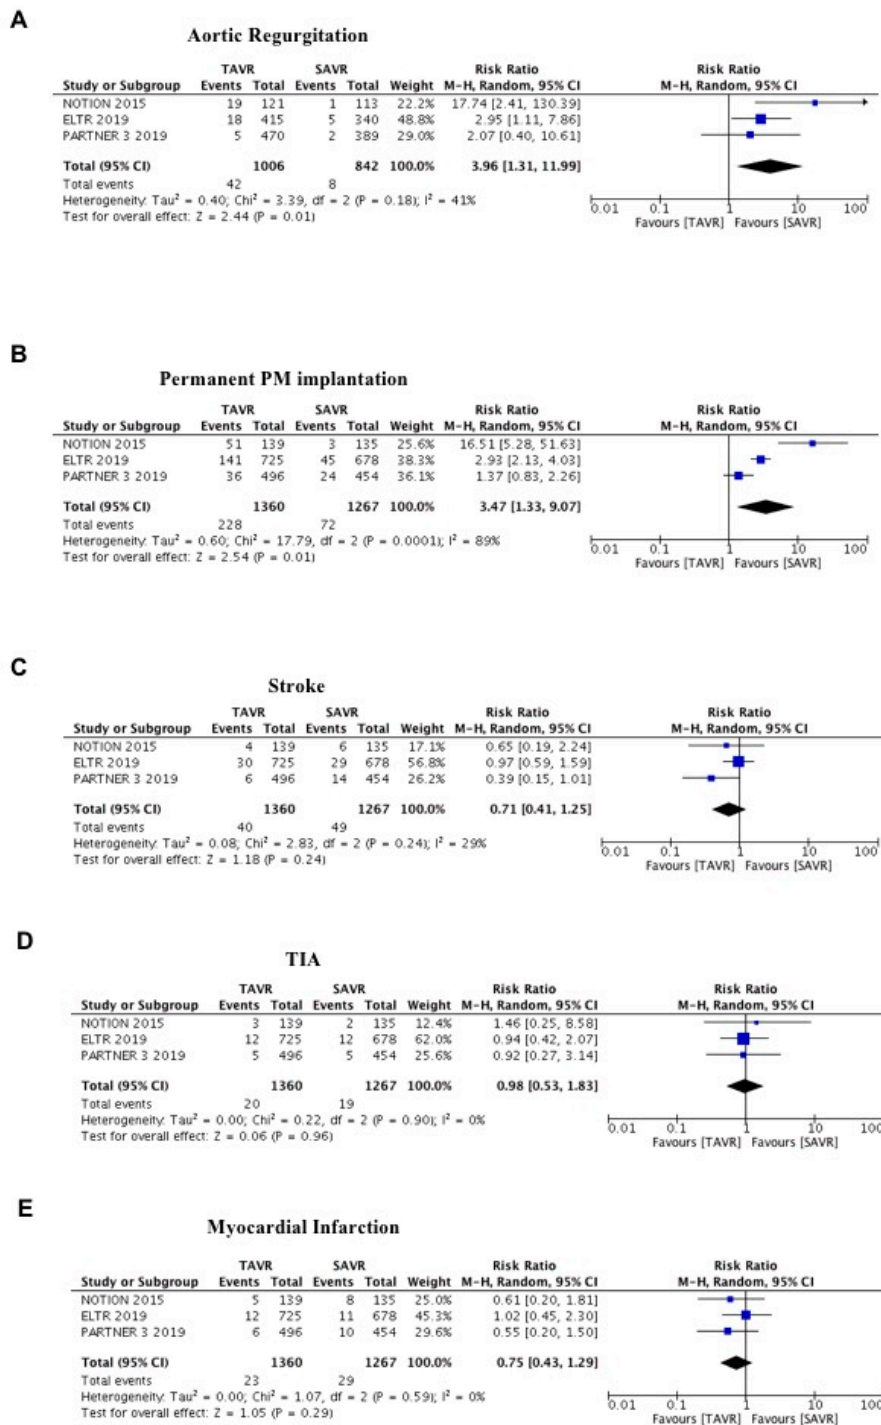 A
Aortic Regurgitation
TAVR SAVR Risk Ratio Risk Ratio
Study or Subgroup Events Total Events Total Weight M-H, Random, 95% CI M-H, Random, 95% CI
NOTION 2015 19 121 1 113 22.2% 17.74 [2.41, 130.39]
ELTR 2019 18 415 5 340 48.8% 2.95 [1.11, 7.86]
PARTNER 3 2019 5 470 2 389 29.0% 2.07 [0.40, 10.61]
Total (95% CI) 1006 842 100.0% 3.96 [1.31, 11.99]
Total events 42 8
Heterogeneity: Tau² = 0.40; Chi² = 3.39, df = 2 (P = 0.18); I² = 41%
Test for overall effect: Z = 2.44 (P = 0.01)
0.01 0.1 1 10 100
Favours [TAVR] Favours [SAVR]
B
Permanent PM implantation
TAVR SAVR Risk Ratio Risk Ratio
Study or Subgroup Events Total Events Total Weight M-H, Random, 95% CI M-H, Random, 95% CI
NOTION 2015 51 139 3 135 25.6% 16.51 [5.28, 51.63]
ELTR 2019 141 725 45 678 38.3% 2.93 [2.13, 4.03]
PARTNER 3 2019 36 496 24 454 36.1% 1.37 [0.83, 2.26]
Total (95% CI) 1360 1267 100.0% 3.47 [1.33, 9.07]
Total events 228 72
Heterogeneity: Tau² = 0.60; Chi² = 17.79, df = 2 (P = 0.0001); I² = 89%
Test for overall effect: Z = 2.54 (P = 0.01)
0.01 0.1 1 10 100
Favours [TAVR] Favours [SAVR]
C
Stroke
TAVR SAVR Risk Ratio Risk Ratio
Study or Subgroup Events Total Events Total Weight M-H, Random, 95% CI M-H, Random, 95% CI
NOTION 2015 4 139 6 135 17.1% 0.65 [0.19, 2.24]
ELTR 2019 30 725 29 678 56.8% 0.97 [0.59, 1.59]
PARTNER 3 2019 6 496 14 454 26.2% 0.39 [0.15, 1.01]
Total (95% CI) 1360 1267 100.0% 0.71 [0.41, 1.25]
Total events 40 49
Heterogeneity: Tau² = 0.08; Chi² = 2.83, df = 2 (P = 0.24); I² = 29%
Test for overall effect: Z = 1.18 (P = 0.24)
0.01 0.1 1 10 100
Favours [TAVR] Favours [SAVR]
D
TIA
TAVR SAVR Risk Ratio Risk Ratio
Study or Subgroup Events Total Events Total Weight M-H, Random, 95% CI M-H, Random, 95% CI
NOTION 2015 3 139 2 135 12.4% 1.46 [0.25, 8.58]
ELTR 2019 12 725 12 678 62.0% 0.94 [0.42, 2.07]
PARTNER 3 2019 5 496 5 454 25.6% 0.92 [0.27, 3.14]
Total (95% CI) 1360 1267 100.0% 0.98 [0.53, 1.83]
Total events 20 19
Heterogeneity: Tau² = 0.00; Chi² = 0.22, df = 2 (P = 0.90); I² = 0%
Test for overall effect: Z = 0.06 (P = 0.96)
0.01 0.1 1 10 100
Favours [TAVR] Favours [SAVR]
E
Myocardial Infarction
TAVR SAVR Risk Ratio Risk Ratio
Study or Subgroup Events Total Events Total Weight M-H, Random, 95% CI M-H, Random, 95% CI
NOTION 2015 5 139 8 135 25.0% 0.61 [0.20, 1.81]
ELTR 2019 12 725 11 678 45.3% 1.02 [0.45, 2.30]
PARTNER 3 2019 6 496 10 454 29.6% 0.55 [0.20, 1.50]
Total (95% CI) 1360 1267 100.0% 0.75 [0.43, 1.29]
Total events 23 29
Heterogeneity: Tau² = 0.00; Chi² = 1.07, df = 2 (P = 0.59); I² = 0%
Test for overall effect: Z = 1.05 (P = 0.29)
0.01 0.1 1 10 100
Favours [TAVR] Favours [SAVR]